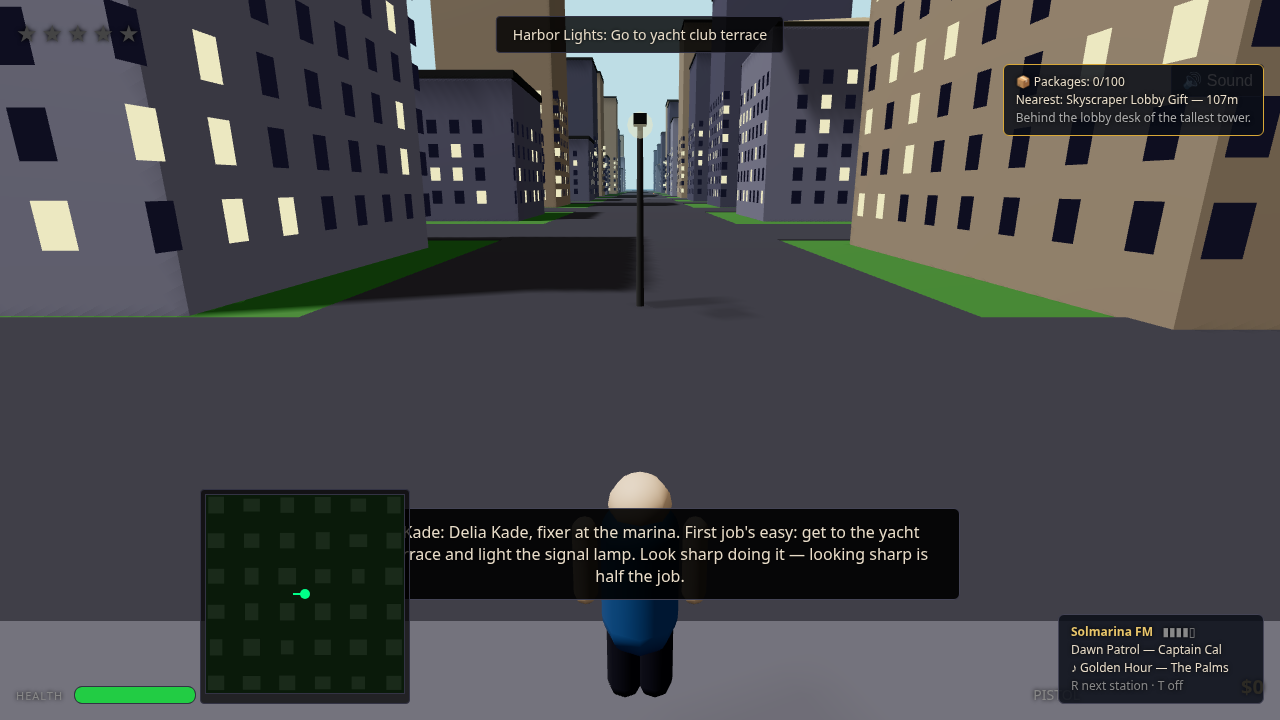 Harbor Lights: Go to yacht club terrace
🔊 Sound
📦 Packages: 0/100
Nearest: Skyscraper Lobby Gift — 107m
Behind the lobby desk of the tallest tower.
Kade: Delia Kade, fixer at the marina. First job's easy: get to the yacht
race and light the signal lamp. Look sharp doing it — looking sharp is
half the job.
HEALTH
Solmarina FM
Dawn Patrol — Captain Cal
♪ Golden Hour — The Palms
R next station · T off
$0